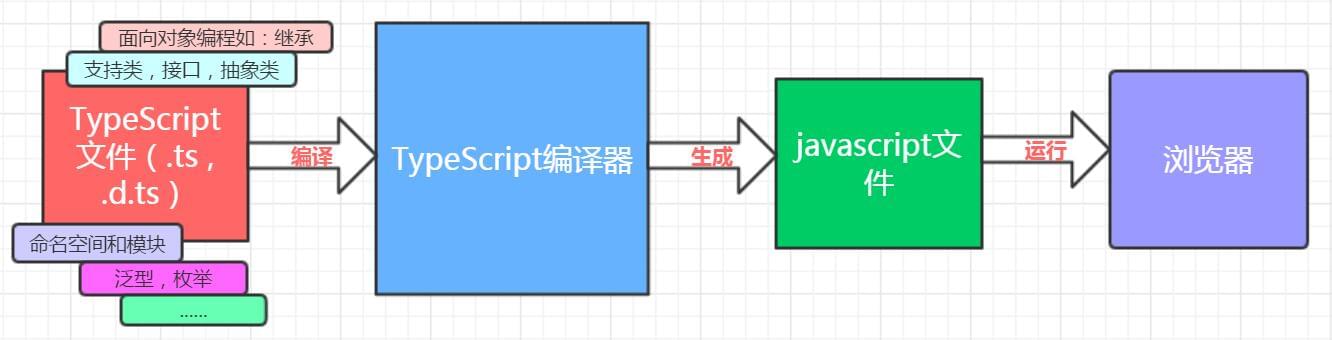 面向对象编程如：继承
支持类，接口，抽象类
TypeScript
文件（.ts，
.d.ts）
命名空间和模块
泛型，枚举
......
编译
TypeScript编译器
生成
javascript文
件
运行
浏览器